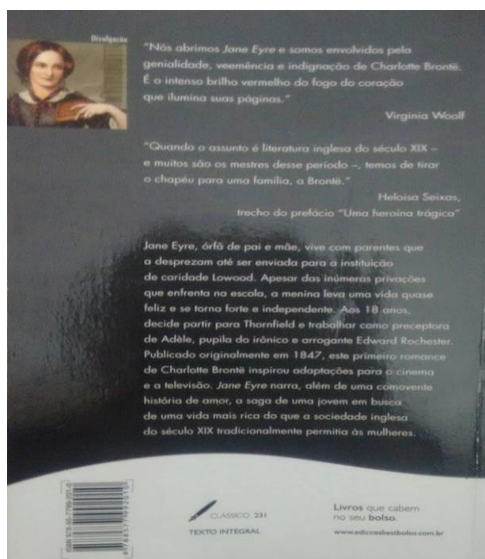 Divulgação
"Nós abrimos Jane Eyre e somos envolvidos pela
genialidade, veemência e indignação de Charlotte Brontë.
É o intenso brilho vermelho do fogo do coração
que ilumina suas páginas."
Virginia Woolf
"Quando o assunto é literatura inglesa do século XIX –
e muitos são os mestres desse período –, temos de tirar
o chapéu para uma família, a Brontë."
Heloisa Seixas,
trecho do prefácio "Uma heroína trágica"
Jane Eyre, órfã de pai e mãe, vive com parentes que
a desprezam até ser enviada para a instituição
de caridade Lowood. Apesar das inúmeras privações
que enfrenta na escola, a menina leva uma vida quase
feliz e se torna forte e independente. Aos 18 anos,
decide partir para Thornfield e trabalhar como preceptora
de Adèle, pupila do irônico e arrogante Edward Rochester.
Publicado originalmente em 1847, este primeiro romance
de Charlotte Brontë inspirou adaptações para o cinema
e a televisão. Jane Eyre narra, além de uma comovente
história de amor, a saga de uma jovem em busca
de uma vida mais rica do que a sociedade inglesa
do século XIX tradicionalmente permitia às mulheres.
CLÁSSICO 231
TEXTO INTEGRAL
Livros que cabem
no seu bolso.
www.edicoesbestbolso.com.br